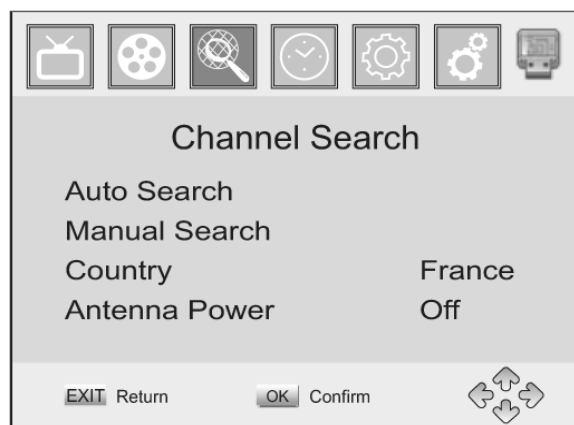 Channel Search
Auto Search
Manual Search
Country France
Antenna Power Off
EXIT Return OK Confirm